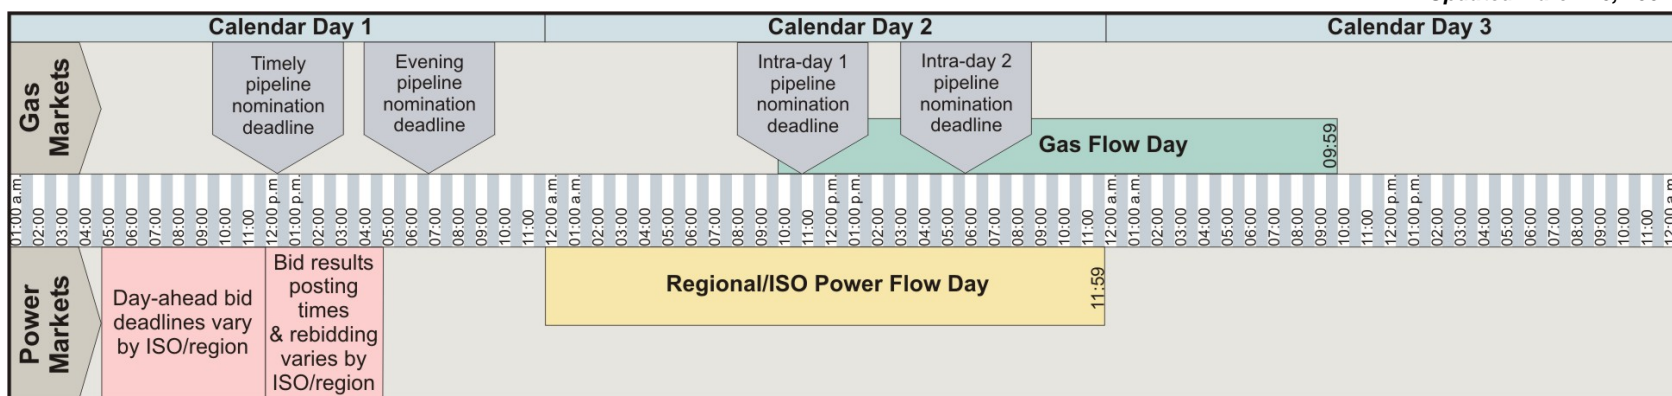 Calendar Day 1
Calendar Day 2
Calendar Day 3
Gas
Markets
Timely
pipeline
nomination
deadline
Evening
pipeline
nomination
deadline
Intra-day 1
pipeline
nomination
deadline
Intra-day 2
pipeline
nomination
deadline
Gas Flow Day
09:59
01:00 a.m.
02:00
03:00
04:00
05:00
06:00
07:00
08:00
09:00
10:00
11:00
12:00 p.m.
01:00 p.m.
02:00
03:00
04:00
05:00
06:00
07:00
08:00
09:00
10:00
11:00
12:00 a.m.
01:00 a.m.
02:00
03:00
04:00
05:00
06:00
07:00
08:00
09:00
10:00
11:00
12:00 p.m.
01:00 p.m.
02:00
03:00
04:00
05:00
06:00
07:00
08:00
09:00
10:00
11:00
12:00 a.m.
01:00 a.m.
02:00
03:00
04:00
05:00
06:00
07:00
08:00
09:00
10:00
11:00
12:00 p.m.
01:00 p.m.
02:00
03:00
04:00
05:00
06:00
07:00
08:00
09:00
10:00
11:00
12:00 a.m.
Power
Markets
Day-ahead bid
deadlines vary
by ISO/region
Bid results
posting
times
& rebidding
varies by
ISO/region
Regional/ISO Power Flow Day
11:59